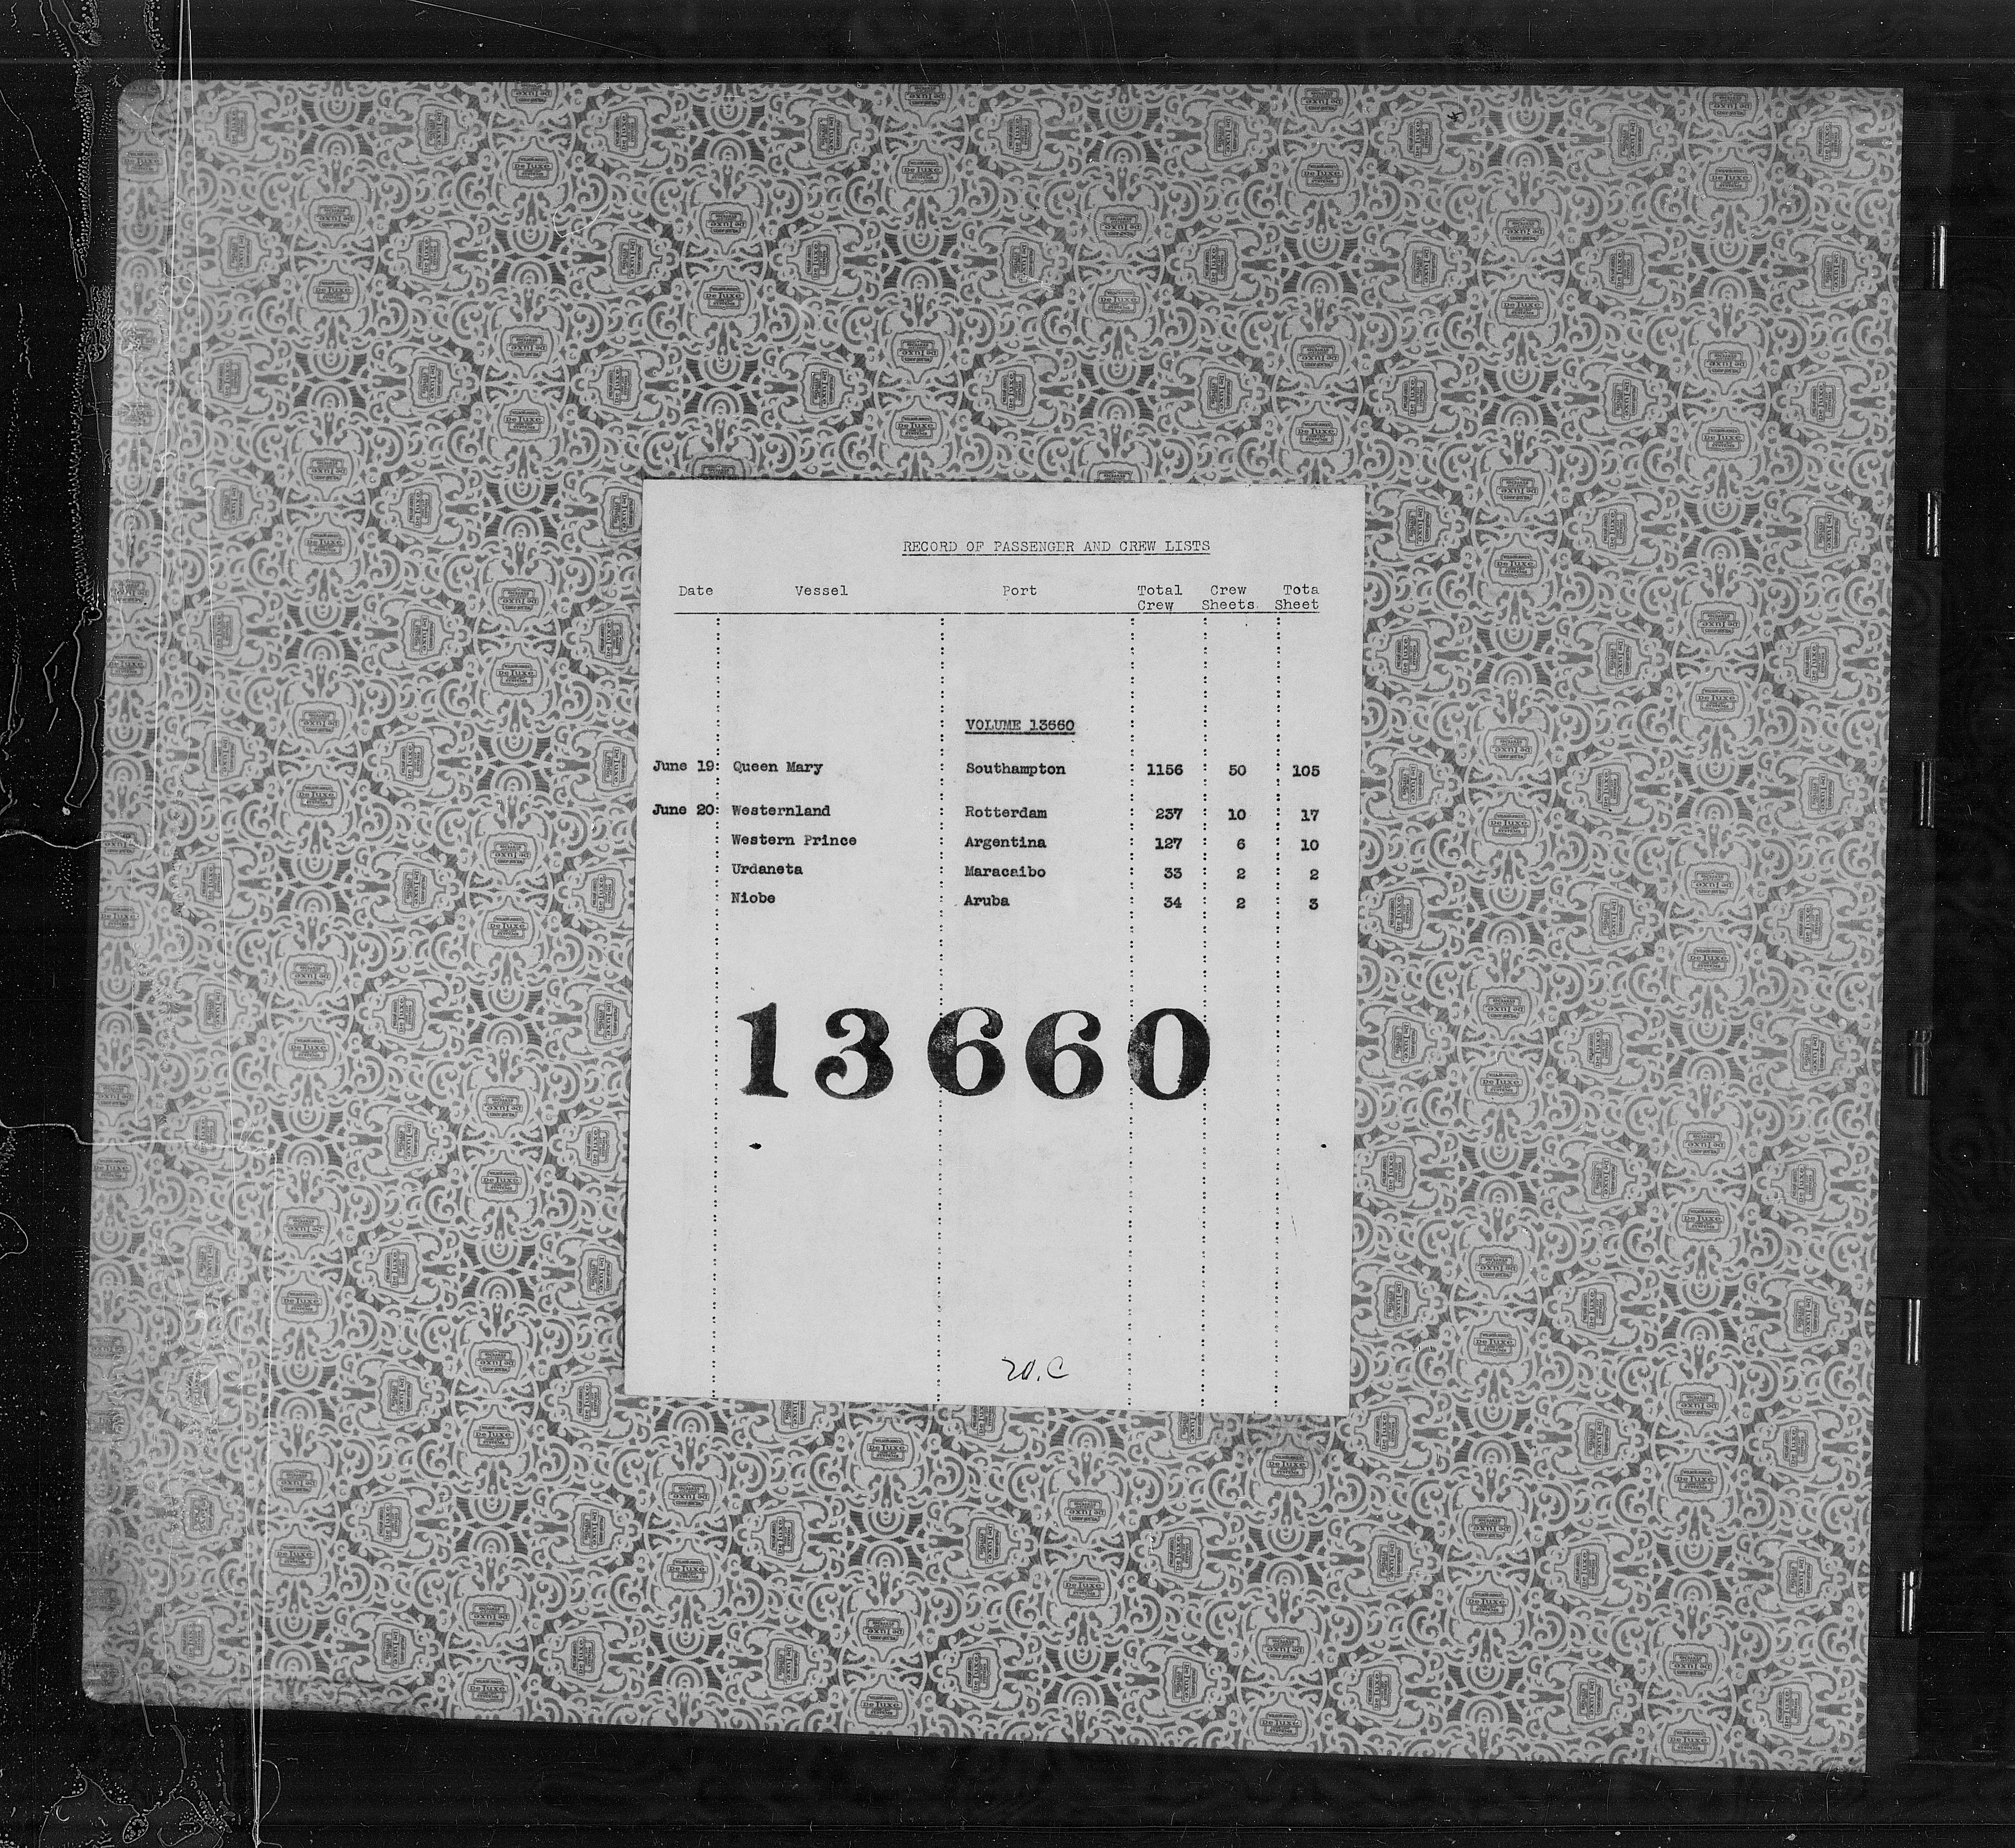 RECORD OF PASSENGER AND CREW LISTS
Date Vessel Port Total Crew Tota
Crew Sheets Sheet
VOLUME 13660
June 19: Queen Mary Southampton 1156 50 105
June 20: Westernland Rotterdam 237 10 17
Western Prince Argentina 127 6 10
Urdaneta Maracaibo 33 2 2
Niobe Aruba 34 2 3
13660
De Luxe